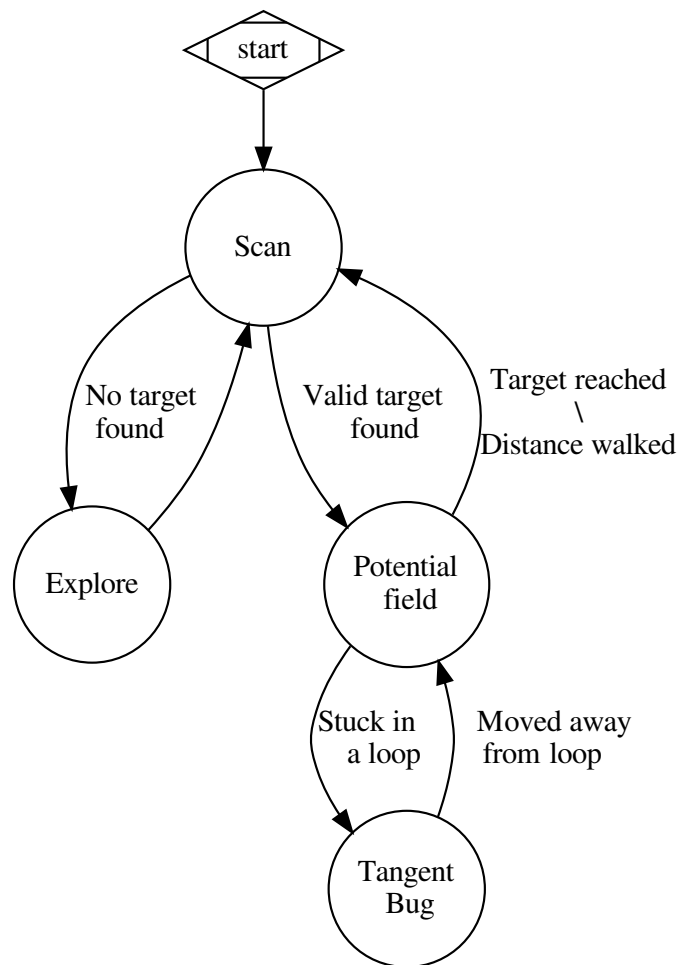 start
Scan
No target
found
Valid target
found
Target reached
\
Distance walked
Explore
Potential
field
Stuck in
a loop
Moved away
from loop
Tangent
Bug